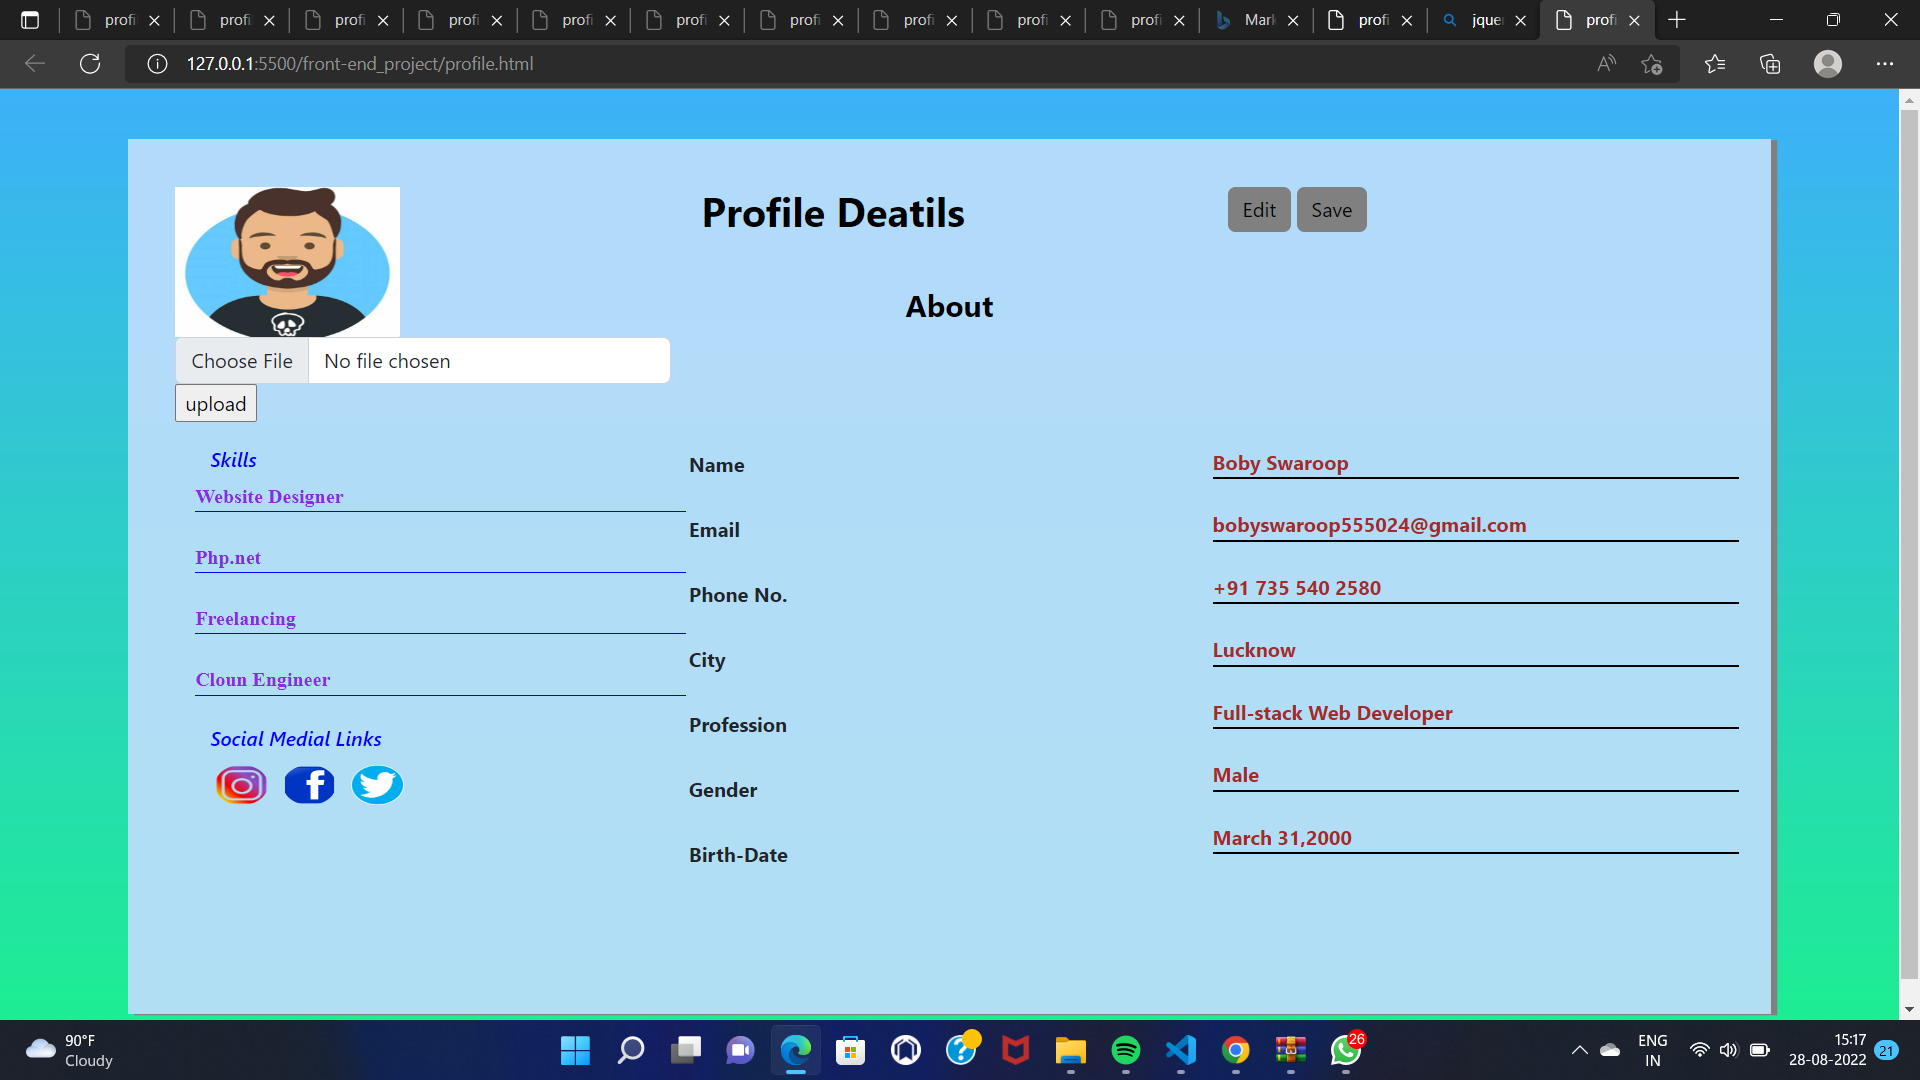 profi profi profi profi profi profi profi profi profi profi Mark profi jquer profi
127.0.0.1:5500/front-end_project/profile.html
Profile Deatils
Edit Save
About
Choose File No file chosen
upload
Skills
Website Designer
Php.net
Freelancing
Cloun Engineer
Social Medial Links
Name Boby Swaroop
Email bobyswaroop555024@gmail.com
Phone No. +91 735 540 2580
City Lucknow
Profession Full-stack Web Developer
Gender Male
Birth-Date March 31,2000
90°F
Cloudy
26
ENG
IN
15:17
28-08-2022
21